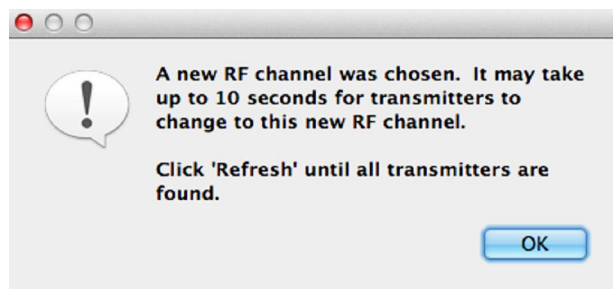 A new RF channel was chosen.  It may take
up to 10 seconds for transmitters to
change to this new RF channel.
Click 'Refresh' until all transmitters are
found.
OK